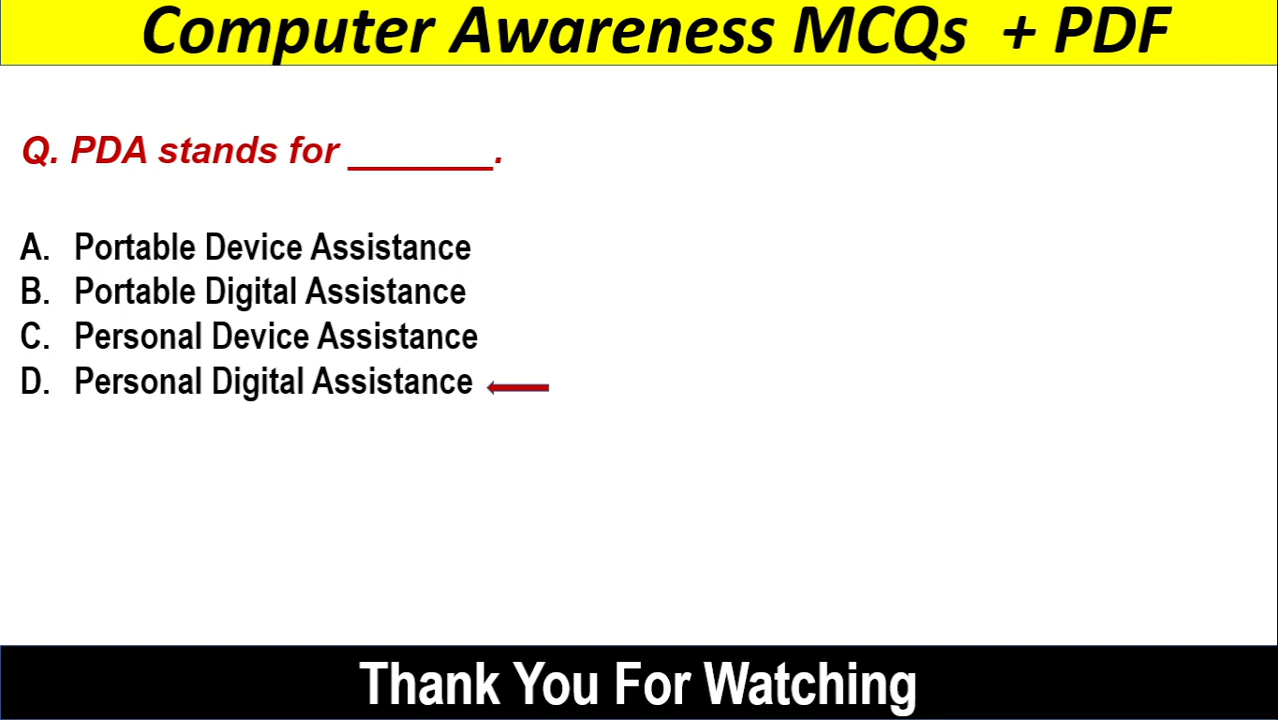 Computer Awareness MCQs + PDF
Q. PDA stands for _______.
A. Portable Device Assistance
B. Portable Digital Assistance
C. Personal Device Assistance
D. Personal Digital Assistance
Thank You For Watching